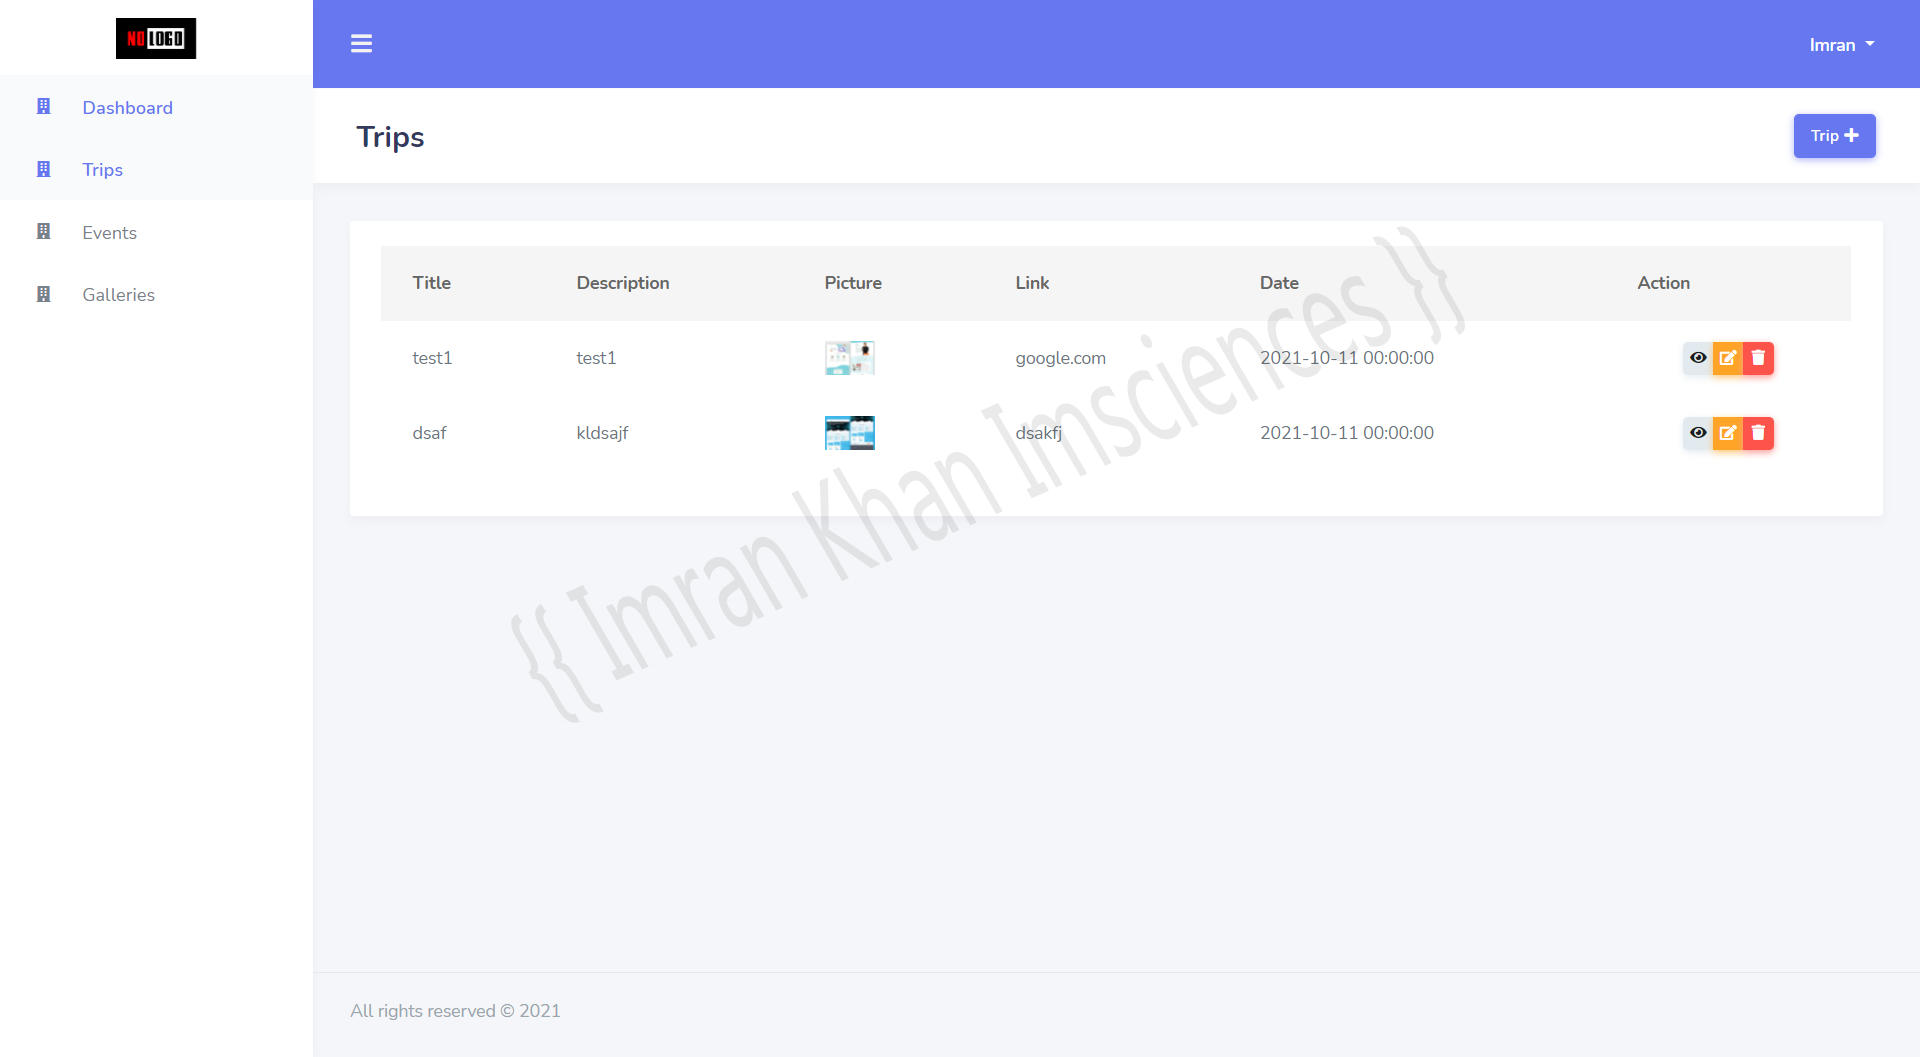 NO LOGO
Imran
Dashboard
Trips
Events
Galleries
Trips
Trip
Title Description Picture Link Date Action
test1 test1 google.com 2021-10-11 00:00:00
dsaf kldsajf dsakfj 2021-10-11 00:00:00
{{ Imran Khan Imsciences }}
All rights reserved © 2021